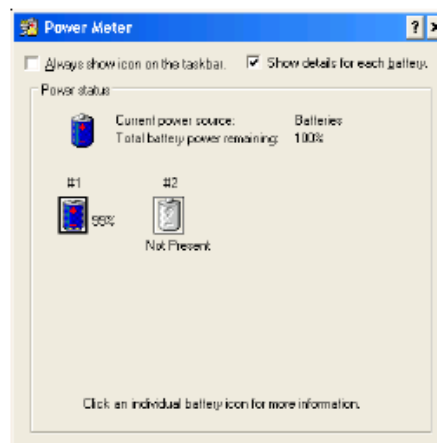 Power Meter
Always show icon on the taskbar.
Show details for each battery.
Power status
Current power source: Batteries
Total battery power remaining: 100%
#1 #2
99%
Not Present
Click an individual battery icon for more information.